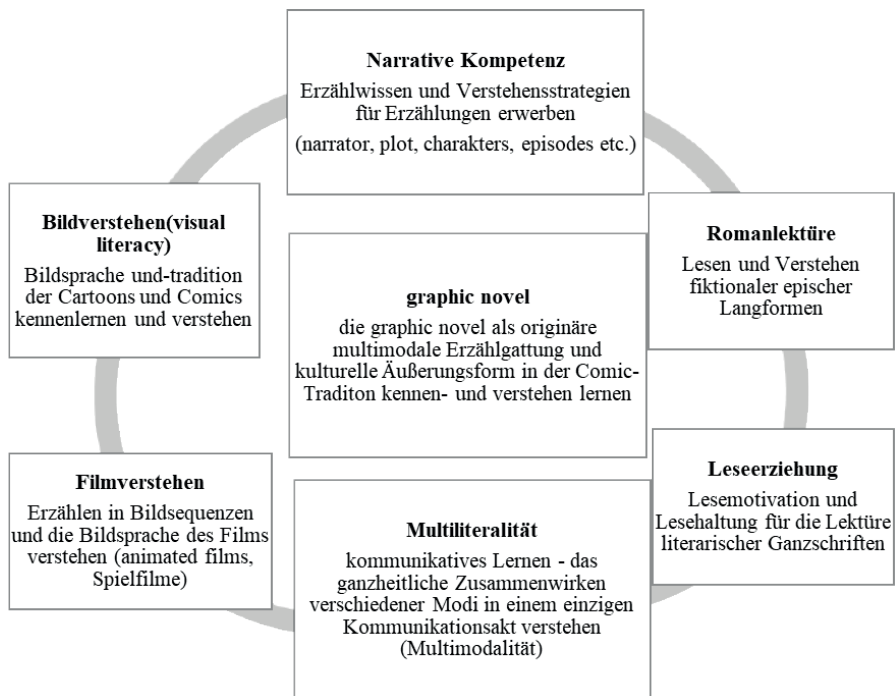 Narrative Kompetenz
Erzählwissen und Verstehensstrategien
für Erzählungen erwerben
(narrator, plot, charakters, episodes etc.)
Bildverstehen(visual
literacy)
Bildsprache und-tradition
der Cartoons und Comics
kennenlernen und verstehen
Romanlektüre
Lesen und Verstehen
fiktionaler epischer
Langformen
graphic novel
die graphic novel als originäre
multimodale Erzählgattung und
kulturelle Äußerungsform in der Comic-
Traditon kennen- und verstehen lernen
Filmverstehen
Erzählen in Bildsequenzen
und die Bildsprache des Films
verstehen (animated films,
Spielfilme)
Leseerziehung
Lesemotivation und
Lesehaltung für die Lektüre
literarischer Ganzschriften
Multiliteralität
kommunikatives Lernen - das
ganzheitliche Zusammenwirken
verschiedener Modi in einem einzigen
Kommunikationsakt verstehen
(Multimodalität)